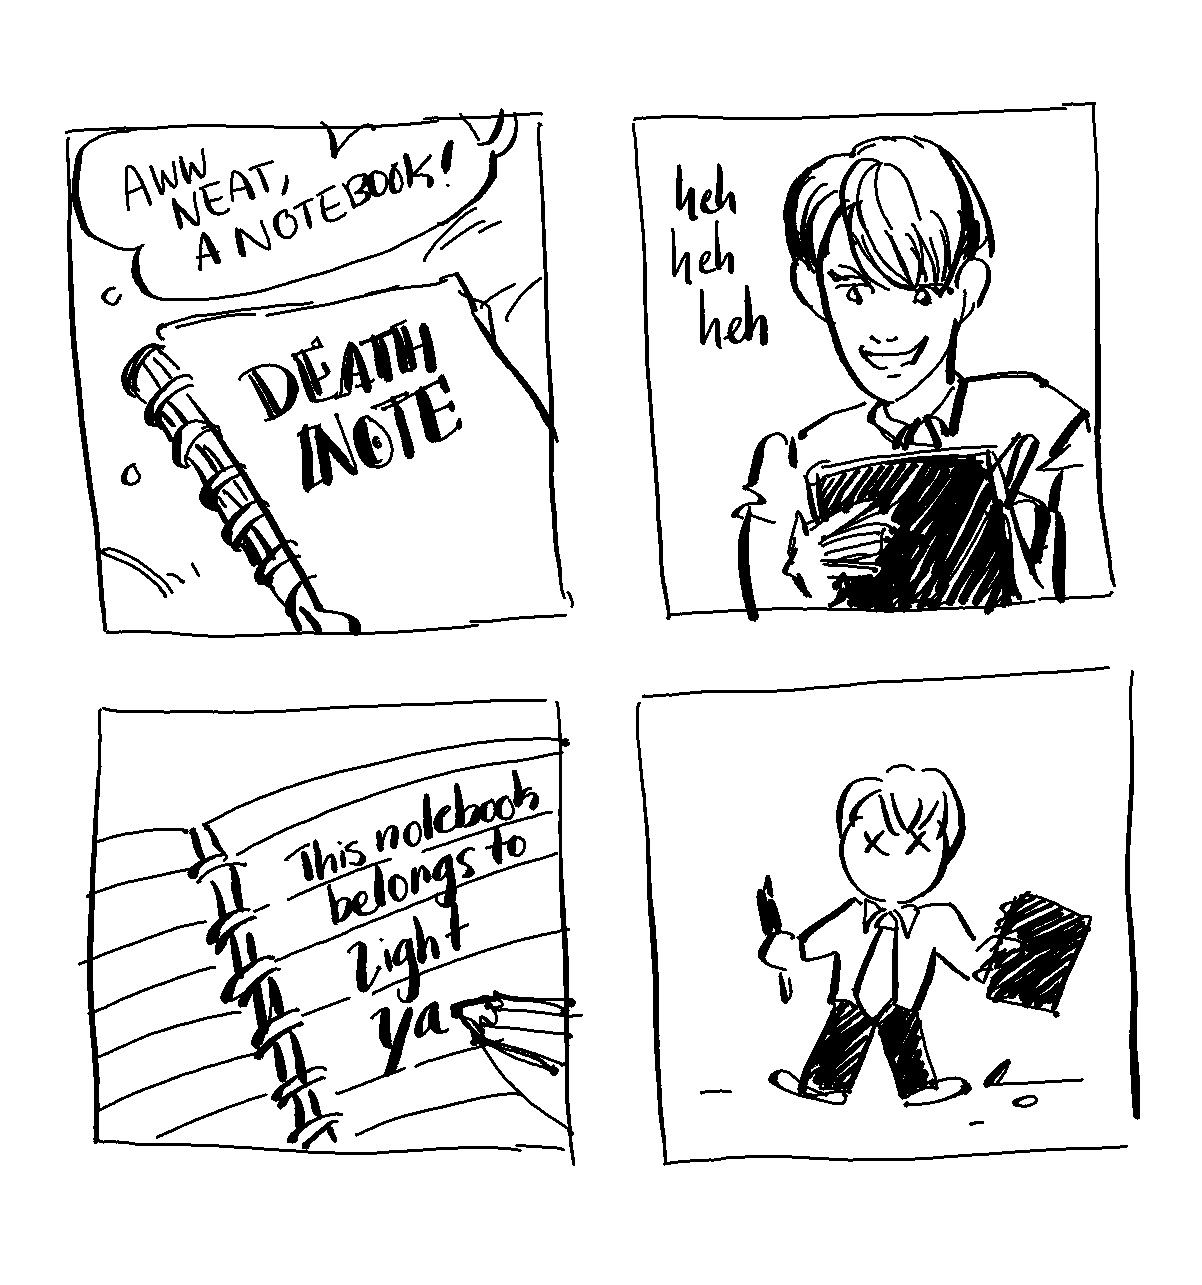 AWW
NEAT,
A NOTEBOOK!
DEATH
NOTE
heh
heh
heh
This notebook
belongs to
Light
Ya